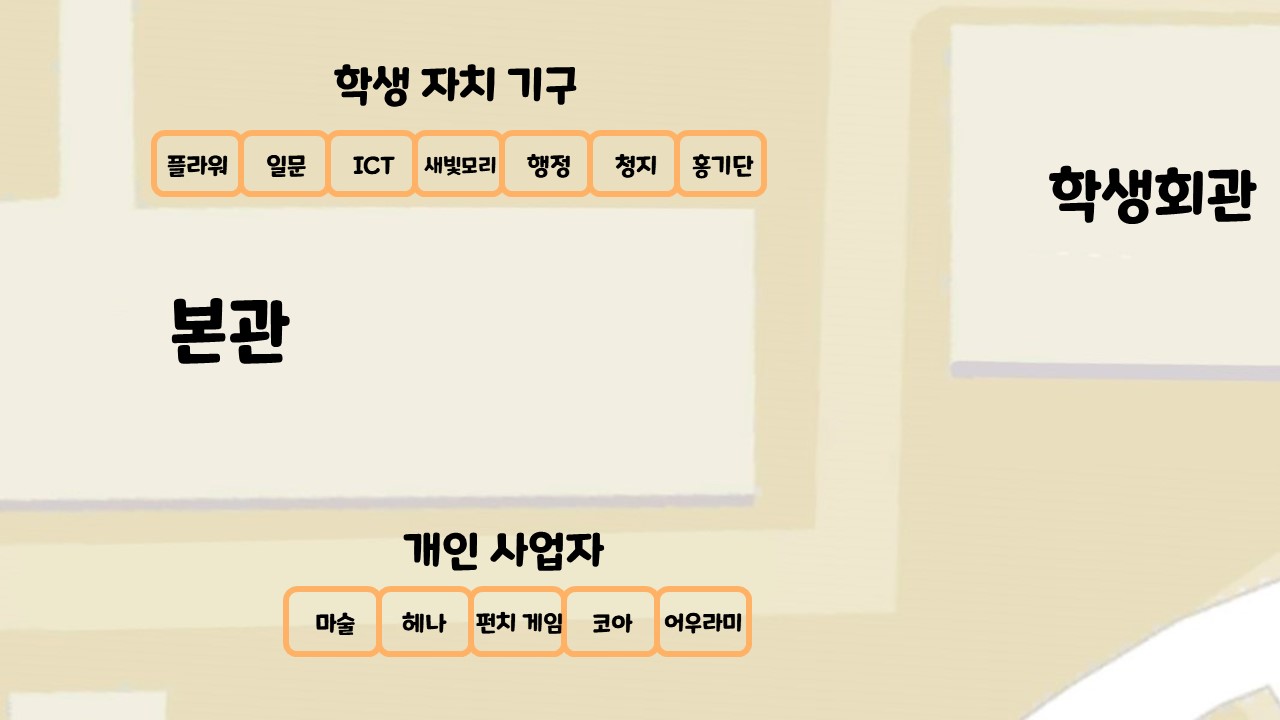 학생 자치 기구
플라워 일문 ICT 새빛모리 행정 청지 홍기단
학생회관
본관
개인 사업자
마술 헤나 펀치 게임 코아 어우라미